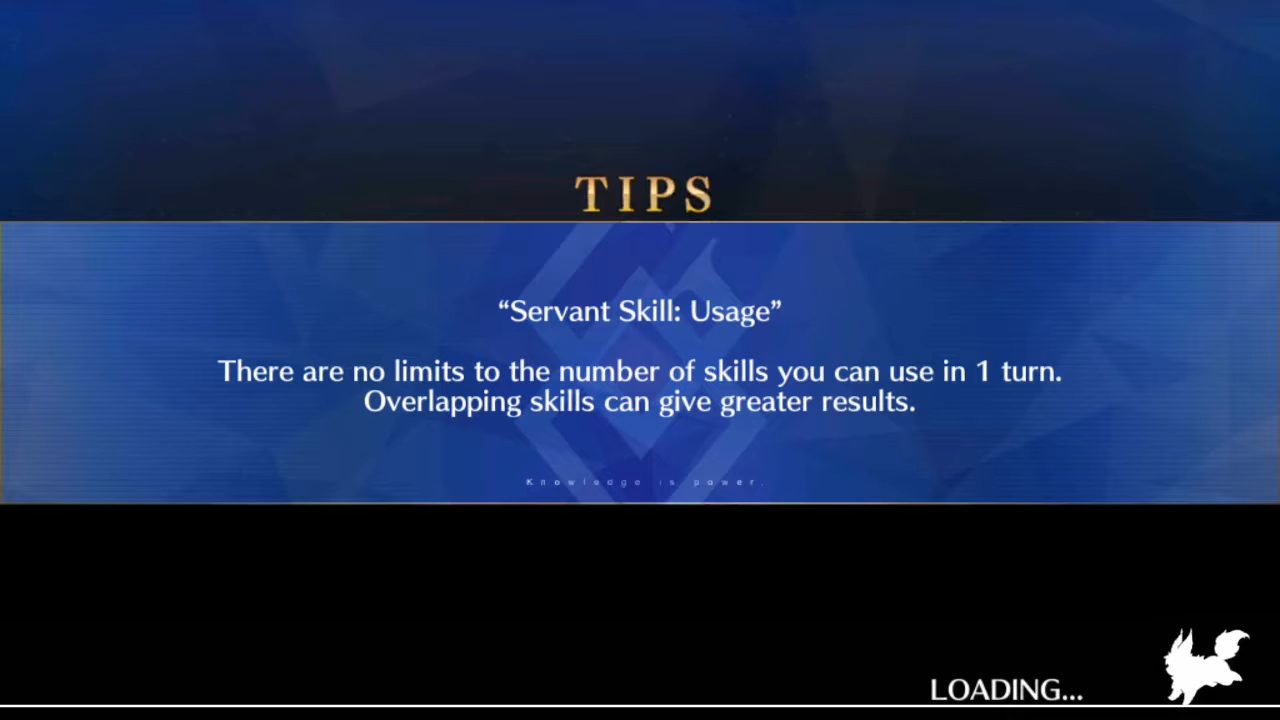 TIPS
“Servant Skill: Usage”
There are no limits to the number of skills you can use in 1 turn.
Overlapping skills can give greater results.
Knowledge is power.
LOADING...